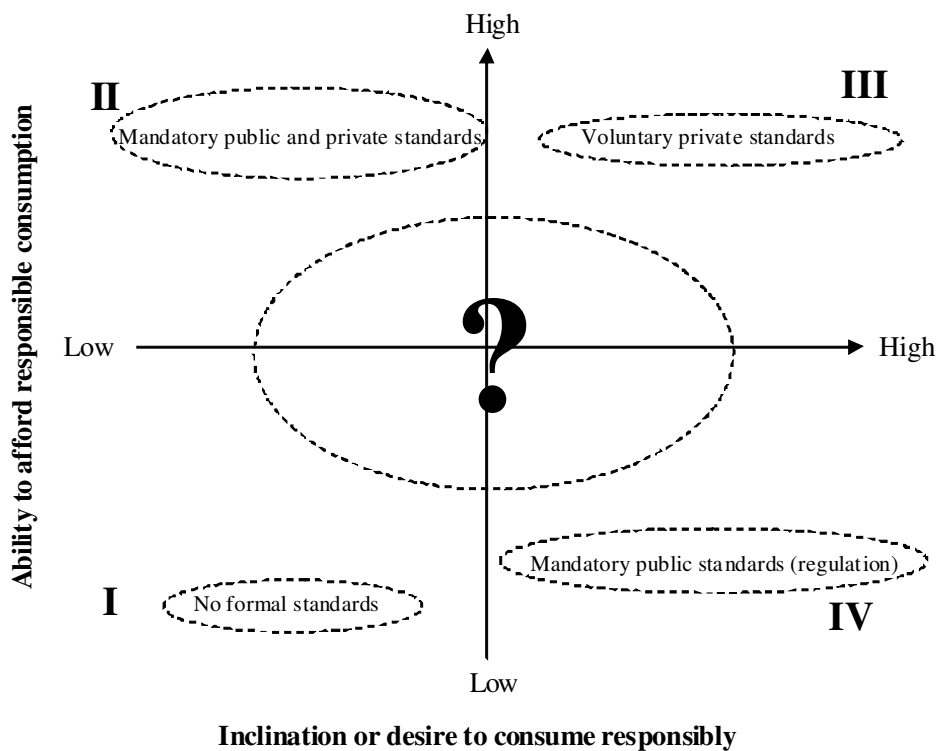 High
II
III
Mandatory public and private standards
Voluntary private standards
Ability to afford responsible consumption
?
Low
High
Mandatory public standards (regulation)
I
No formal standards
IV
Low
Inclination or desire to consume responsibly